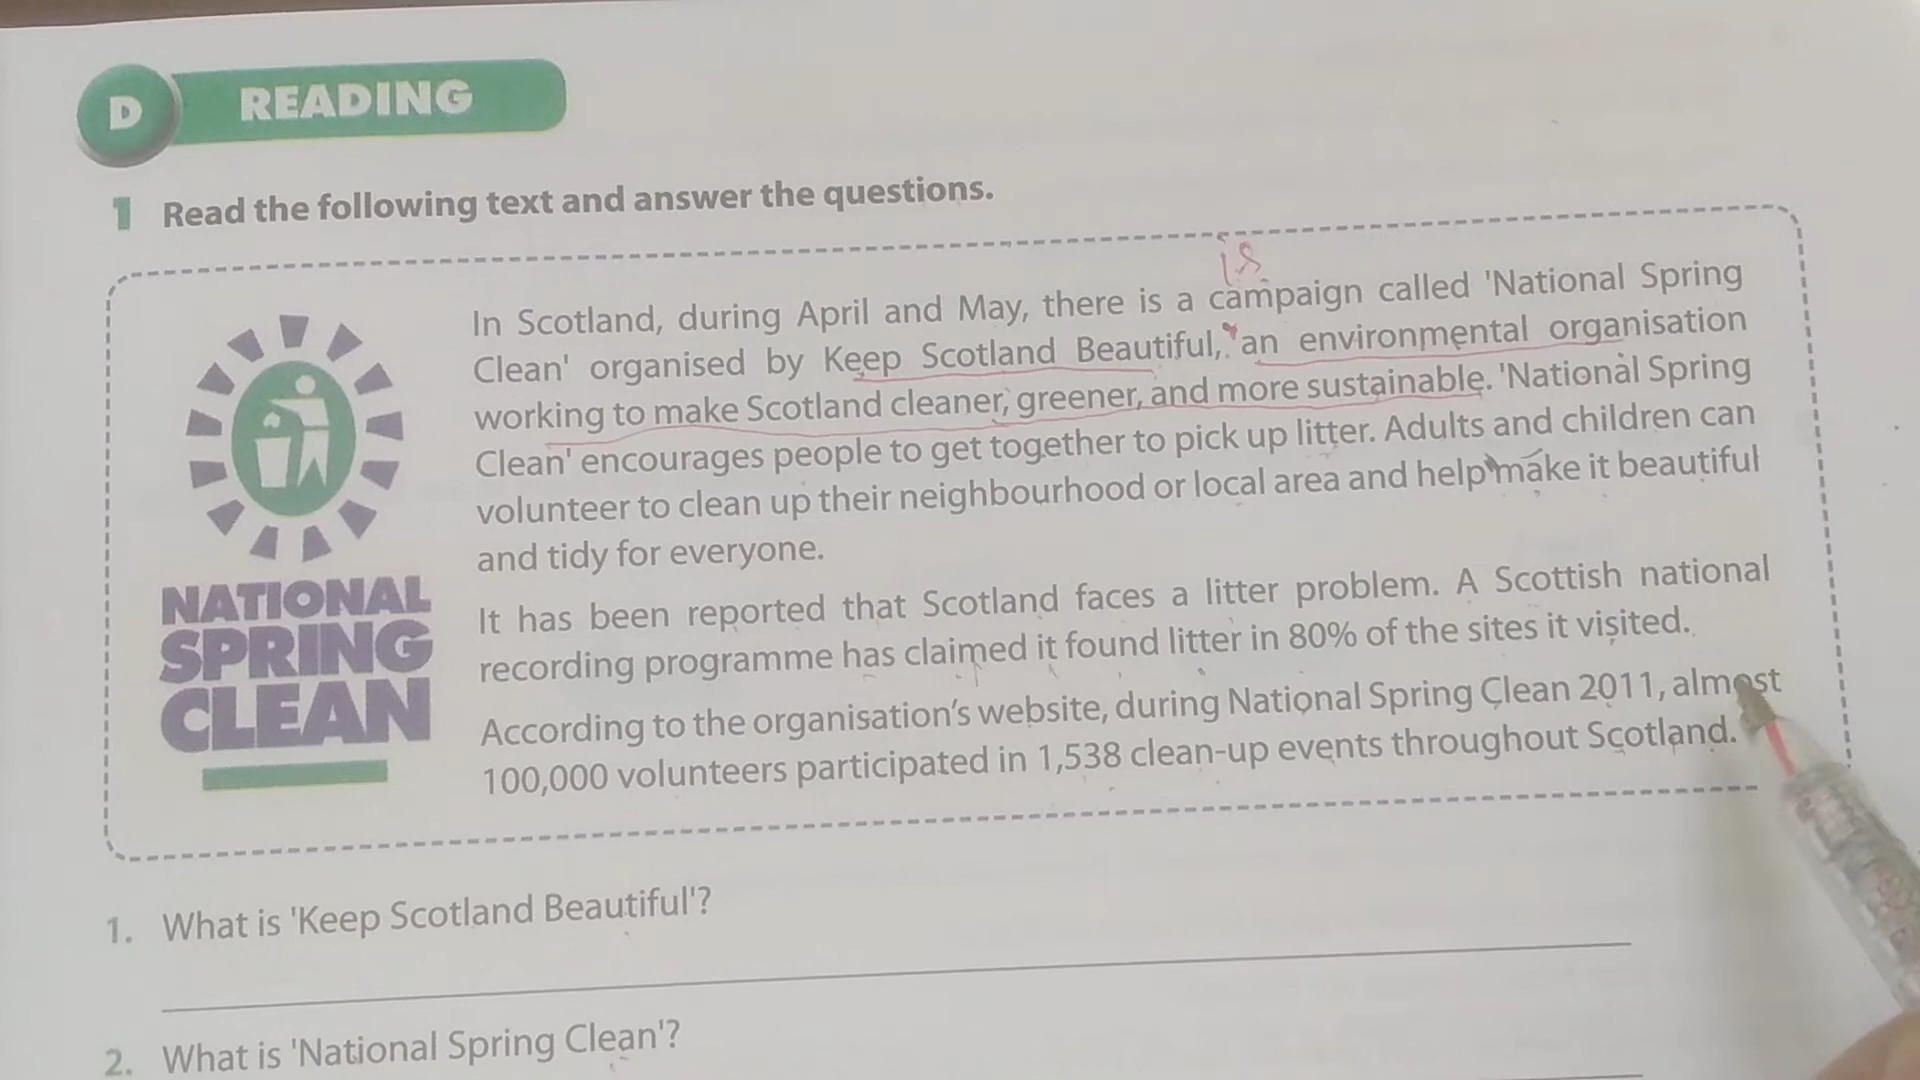 D READING
1 Read the following text and answer the questions.
is
In Scotland, during April and May, there is a campaign called 'National Spring
Clean' organised by Keep Scotland Beautiful, an environmental organisation
working to make Scotland cleaner, greener, and more sustainable. 'National Spring
Clean' encourages people to get together to pick up litter. Adults and children can
volunteer to clean up their neighbourhood or local area and help make it beautiful
and tidy for everyone.
It has been reported that Scotland faces a litter problem. A Scottish national
recording programme has claimed it found litter in 80% of the sites it visited.
According to the organisation's website, during National Spring Clean 2011, almost
100,000 volunteers participated in 1,538 clean-up events throughout Scotland.
NATIONAL
SPRING
CLEAN
1. What is 'Keep Scotland Beautiful'?
2. What is 'National Spring Clean'?